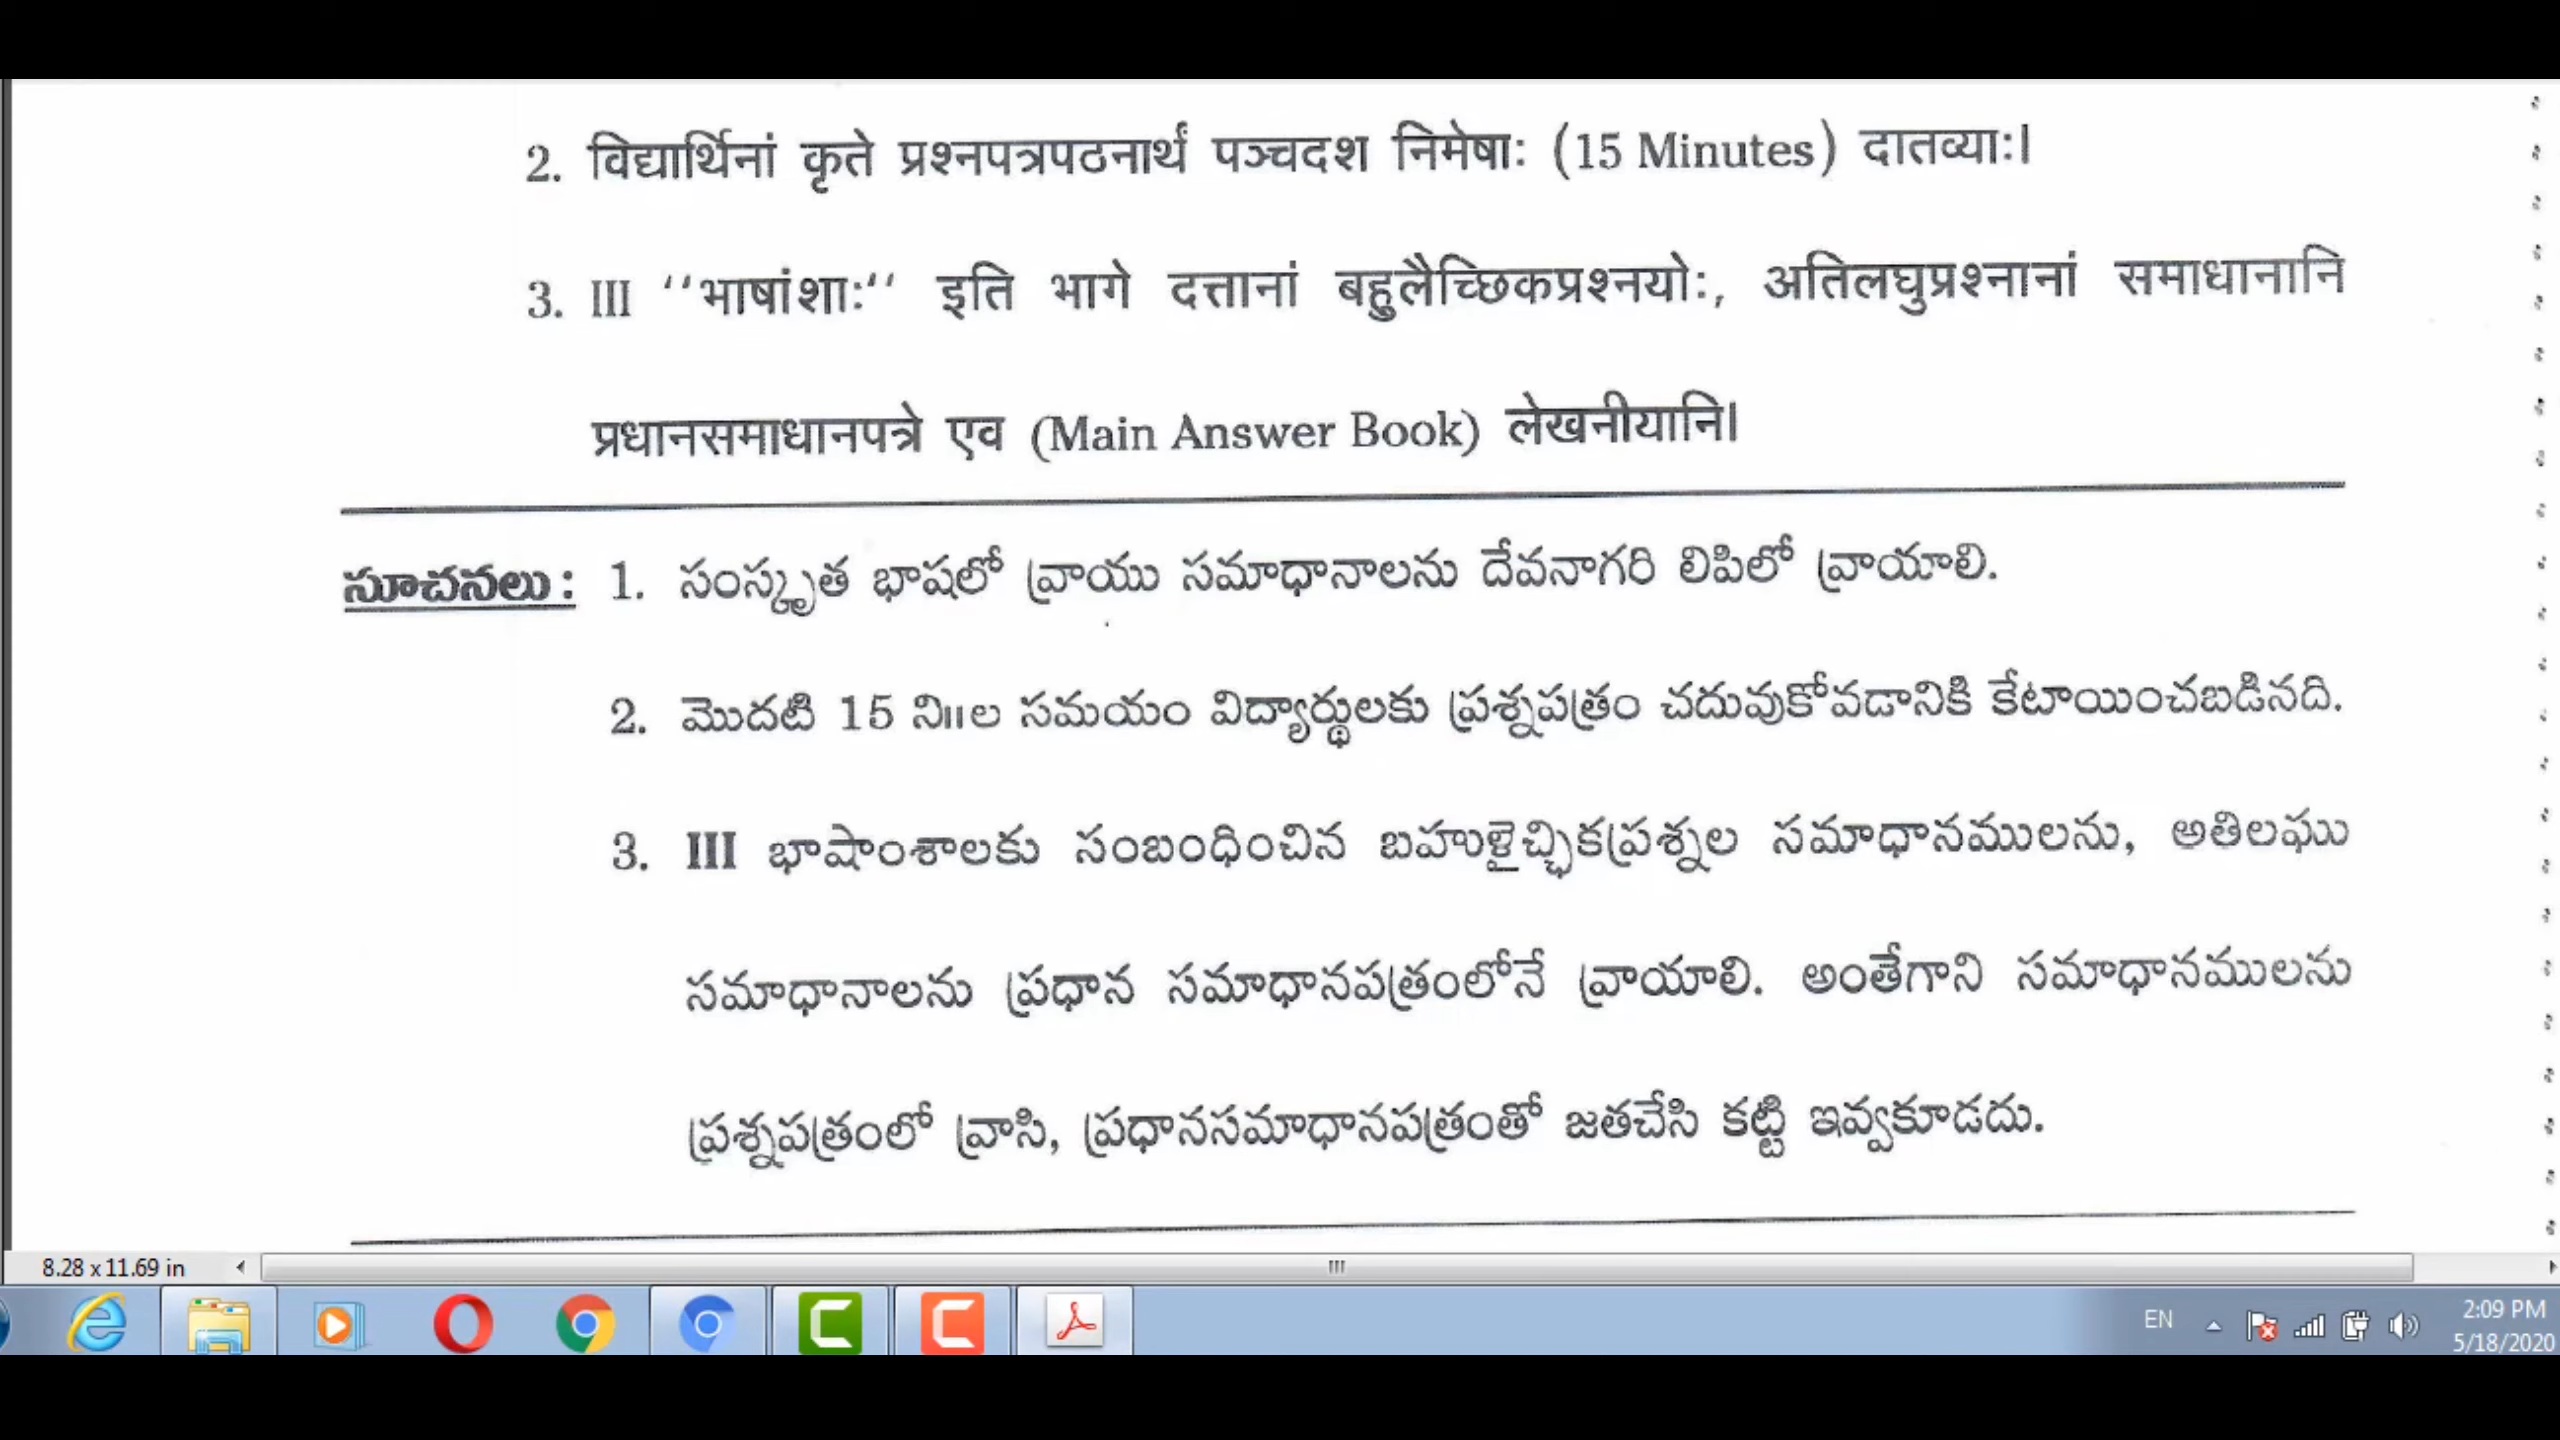 2. विद्यार्थिनां कृते प्रश्नपत्रपठनार्थं पञ्चदश निमेषाः (15 Minutes) दातव्याः।
3. III ‘‘भाषांशाः‘‘ इति भागे दत्तानां बहुलैच्छिकप्रश्नयोः, अतिलघुप्रश्नानां समाधानानि
प्रधानसमाधानपत्रे एव (Main Answer Book) लेखनीयानि।
సూచనలు : 1. సంస్కృత భాషలో వ్రాయు సమాధానాలను దేవనాగరి లిపిలో వ్రాయాలి.
2. మొదటి 15 ని॥ల సమయం విద్యార్థులకు ప్రశ్నపత్రం చదువుకోవడానికి కేటాయించబడినది.
3. III భాషాంశాలకు సంబంధించిన బహుళైచ్ఛికప్రశ్నల సమాధానములను, అతిలఘు
సమాధానాలను ప్రధాన సమాధానపత్రంలోనే వ్రాయాలి. అంతేగాని సమాధానములను
ప్రశ్నపత్రంలో వ్రాసి, ప్రధానసమాధానపత్రంతో జతచేసి కట్టి ఇవ్వకూడదు.
8.28 x 11.69 in
EN
2:09 PM
5/18/2020